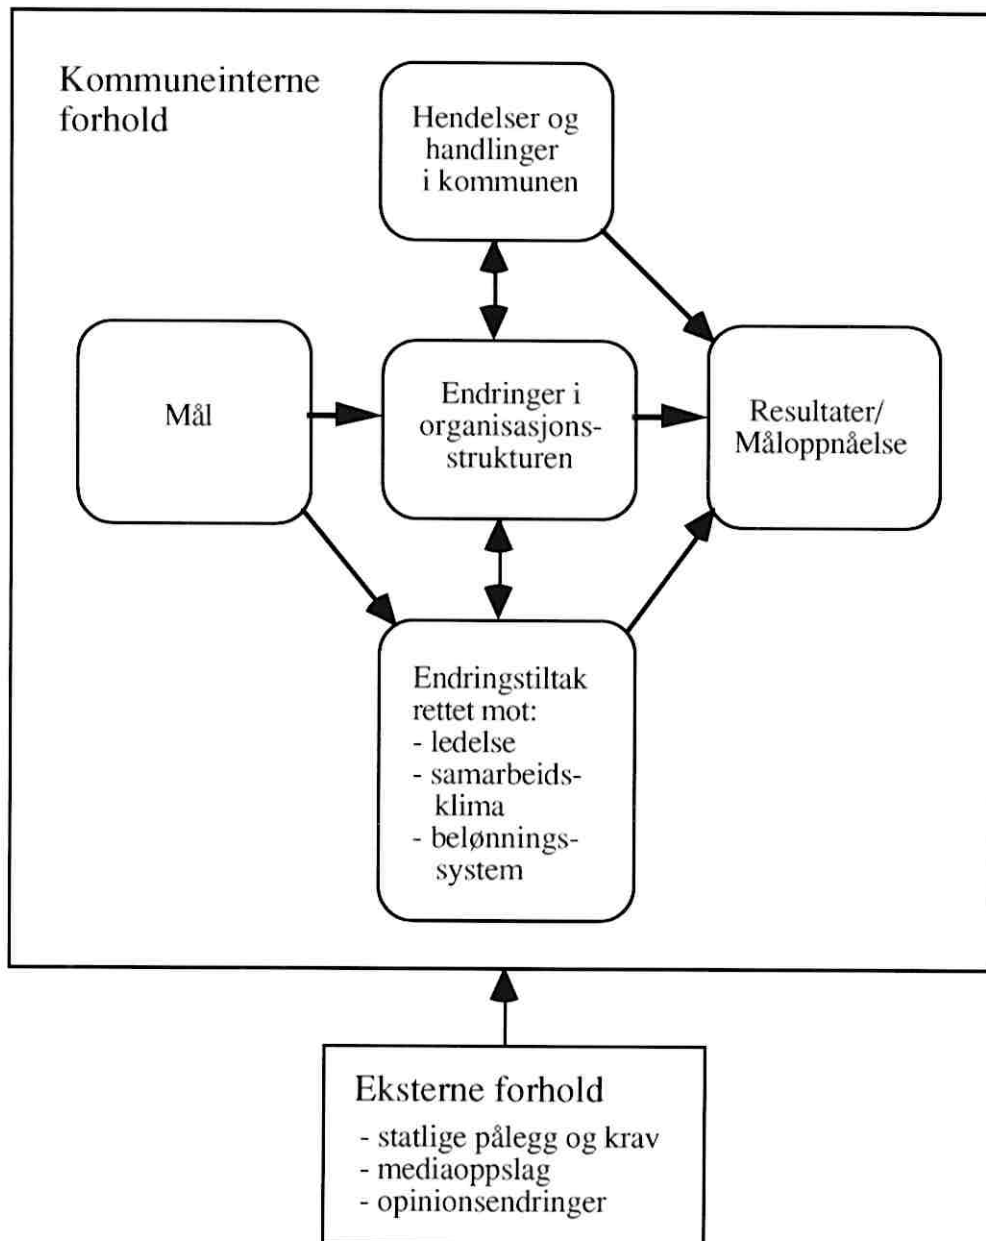 Kommuneinterne
forhold
Hendelser og
handlinger
i kommunen
Mål
Endringer i
organisasjons-
strukturen
Resultater/
Måloppnåelse
Endringstiltak
rettet mot:
- ledelse
- samarbeids-
klima
- belønnings-
system
Eksterne forhold
- statlige pålegg og krav
- mediaoppslag
- opinionsendringer